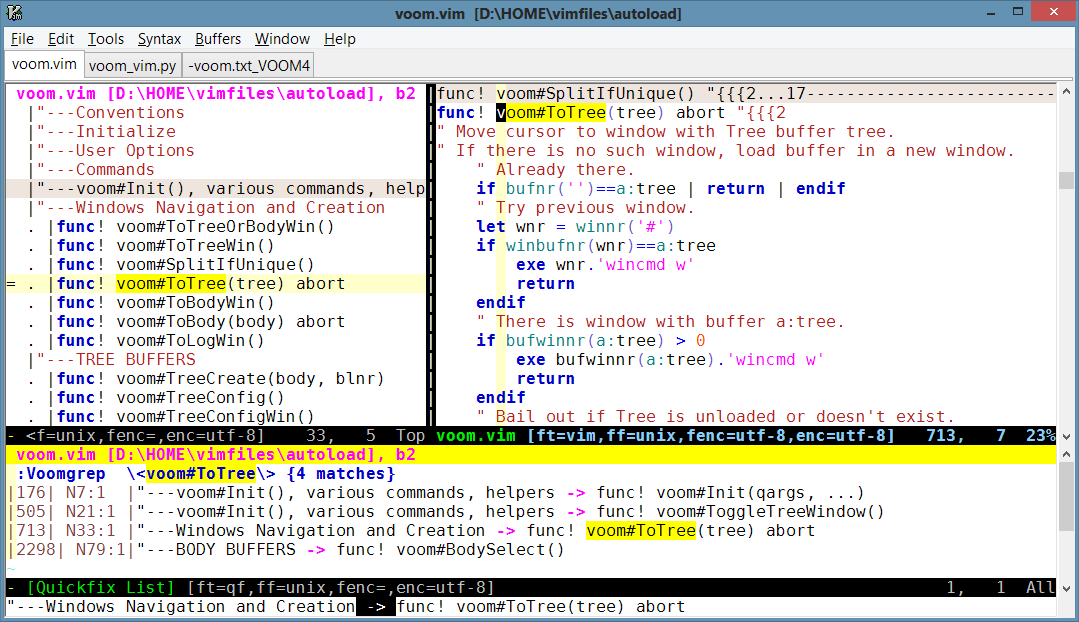 voom.vim [D:\HOME\vimfiles\autoload]
File Edit Tools Syntax Buffers Window Help
voom.vim voom_vim.py -voom.txt_VOOM4
voom.vim [D:\HOME\vimfiles\autoload], b2
|"---Conventions
|"---Initialize
|"---User Options
|"---Commands
|"---voom#Init(), various commands, help
|"---Windows Navigation and Creation
. |func! voom#ToTreeOrBodyWin()
. |func! voom#ToTreeWin()
. |func! voom#SplitIfUnique()
= . |func! voom#ToTree(tree) abort
. |func! voom#ToBodyWin()
. |func! voom#ToBody(body) abort
. |func! voom#ToLogWin()
|"---TREE BUFFERS
. |func! voom#TreeCreate(body, blnr)
. |func! voom#TreeConfig()
. |func! voom#TreeConfigWin()
- <f=unix,fenc=,enc=utf-8] 33, 5 Top
func! voom#SplitIfUnique() "{{{2...17-------------------------
func! voom#ToTree(tree) abort "{{{2
" Move cursor to window with Tree buffer tree.
" If there is no such window, load buffer in a new window.
" Already there.
if bufnr('')==a:tree | return | endif
" Try previous window.
let wnr = winnr('#')
if winbufnr(wnr)==a:tree
exe wnr.'wincmd w'
return
endif
" There is window with buffer a:tree.
if bufwinnr(a:tree) > 0
exe bufwinnr(a:tree).'wincmd w'
return
endif
" Bail out if Tree is unloaded or doesn't exist.
voom.vim [ft=vim,ff=unix,fenc=utf-8,enc=utf-8] 713, 7 23%
voom.vim [D:\HOME\vimfiles\autoload], b2
:Voomgrep \<voom#ToTree\> {4 matches}
|176| N7:1 |"---voom#Init(), various commands, helpers -> func! voom#Init(qargs, ...)
|505| N21:1 |"---voom#Init(), various commands, helpers -> func! voom#ToggleTreeWindow()
|713| N33:1 |"---Windows Navigation and Creation -> func! voom#ToTree(tree) abort
|2298| N79:1|"---BODY BUFFERS -> func! voom#BodySelect()
~
- [Quickfix List] [ft=qf,ff=unix,fenc=,enc=utf-8] 1, 1 All
"---Windows Navigation and Creation -> func! voom#ToTree(tree) abort